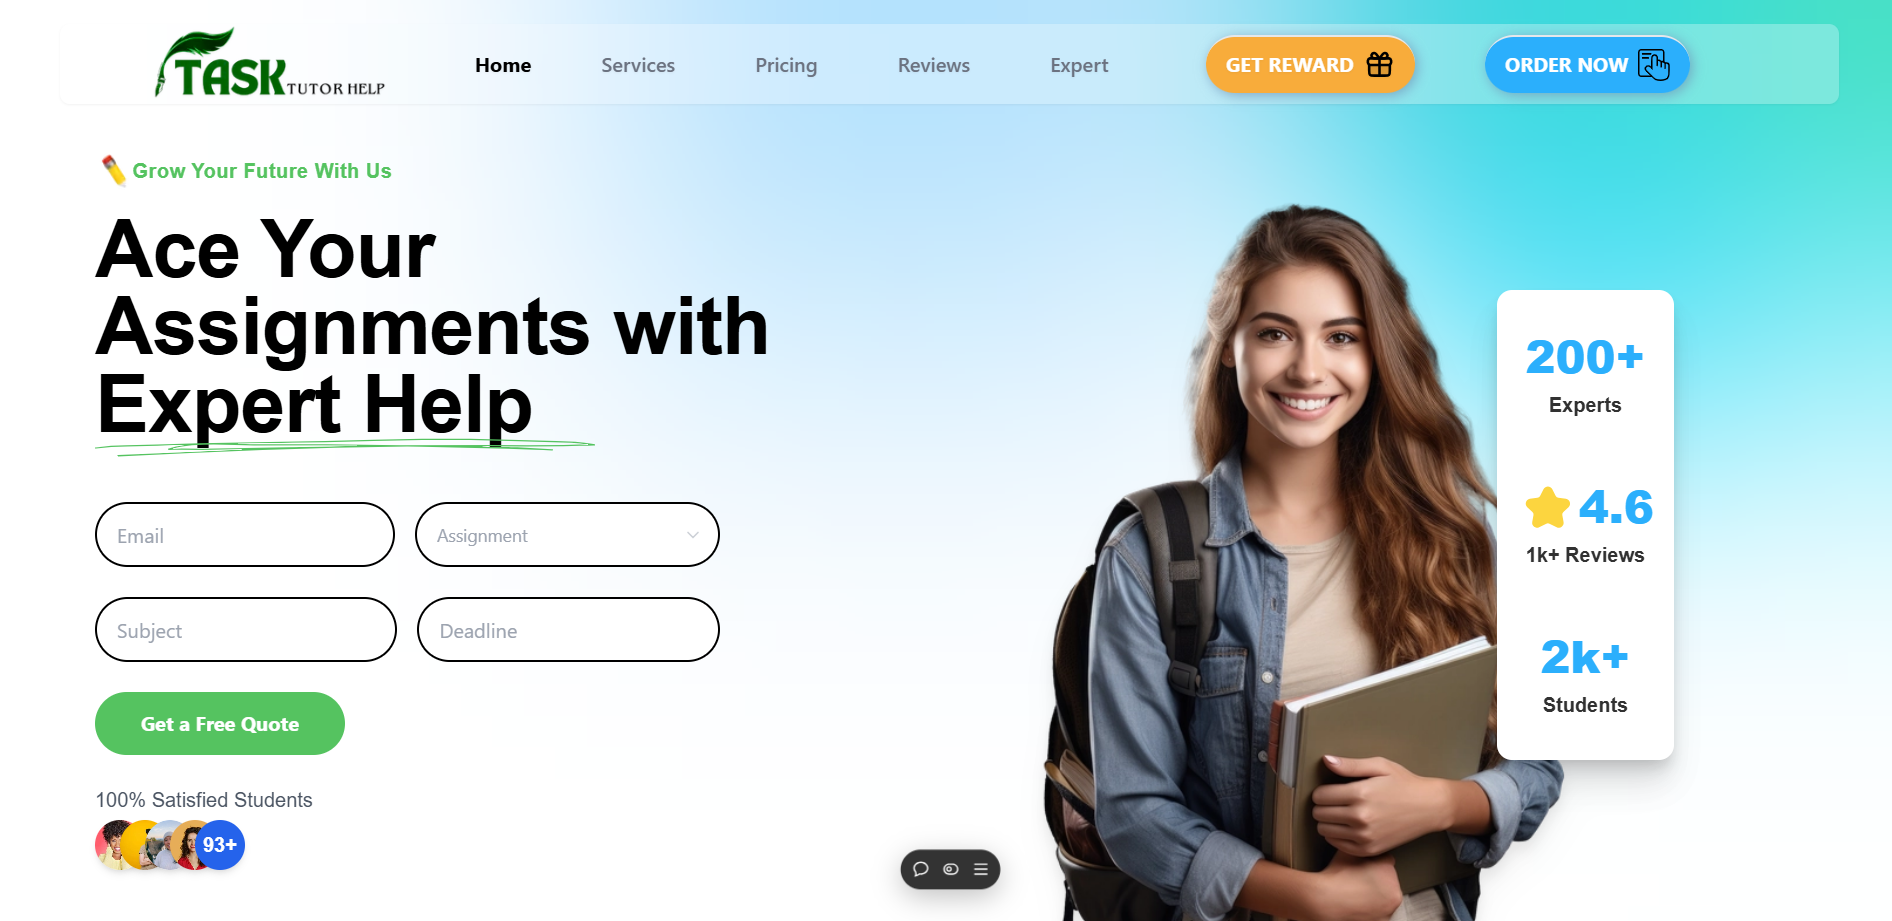 TASK TUTOR HELP
Home
Services
Pricing
Reviews
Expert
GET REWARD
ORDER NOW
Grow Your Future With Us
Ace Your
Assignments with
Expert Help
Email
Assignment
Subject
Deadline
Get a Free Quote
100% Satisfied Students
93+
200+
Experts
4.6
1k+ Reviews
2k+
Students